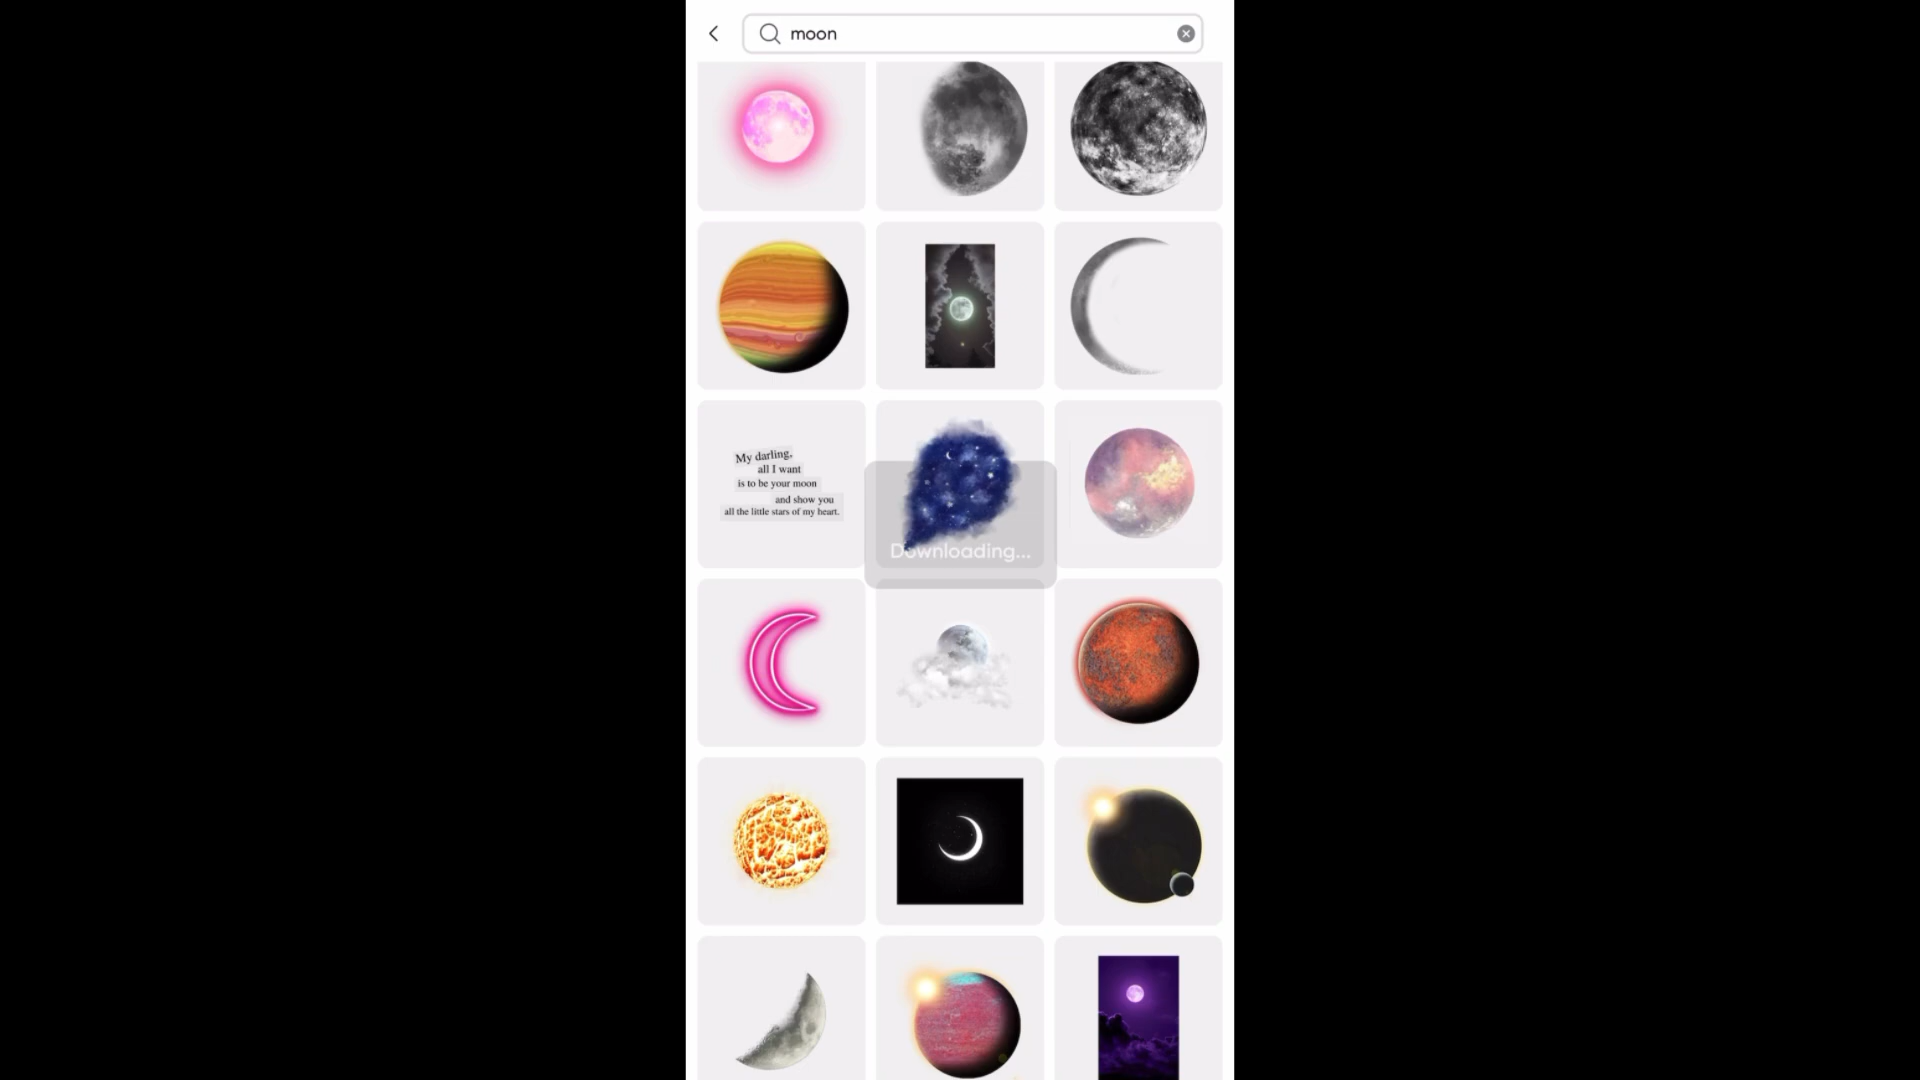 moon
My darling,
all I want
is to be your moon
and show you
all the little stars of my heart.
Downloading...